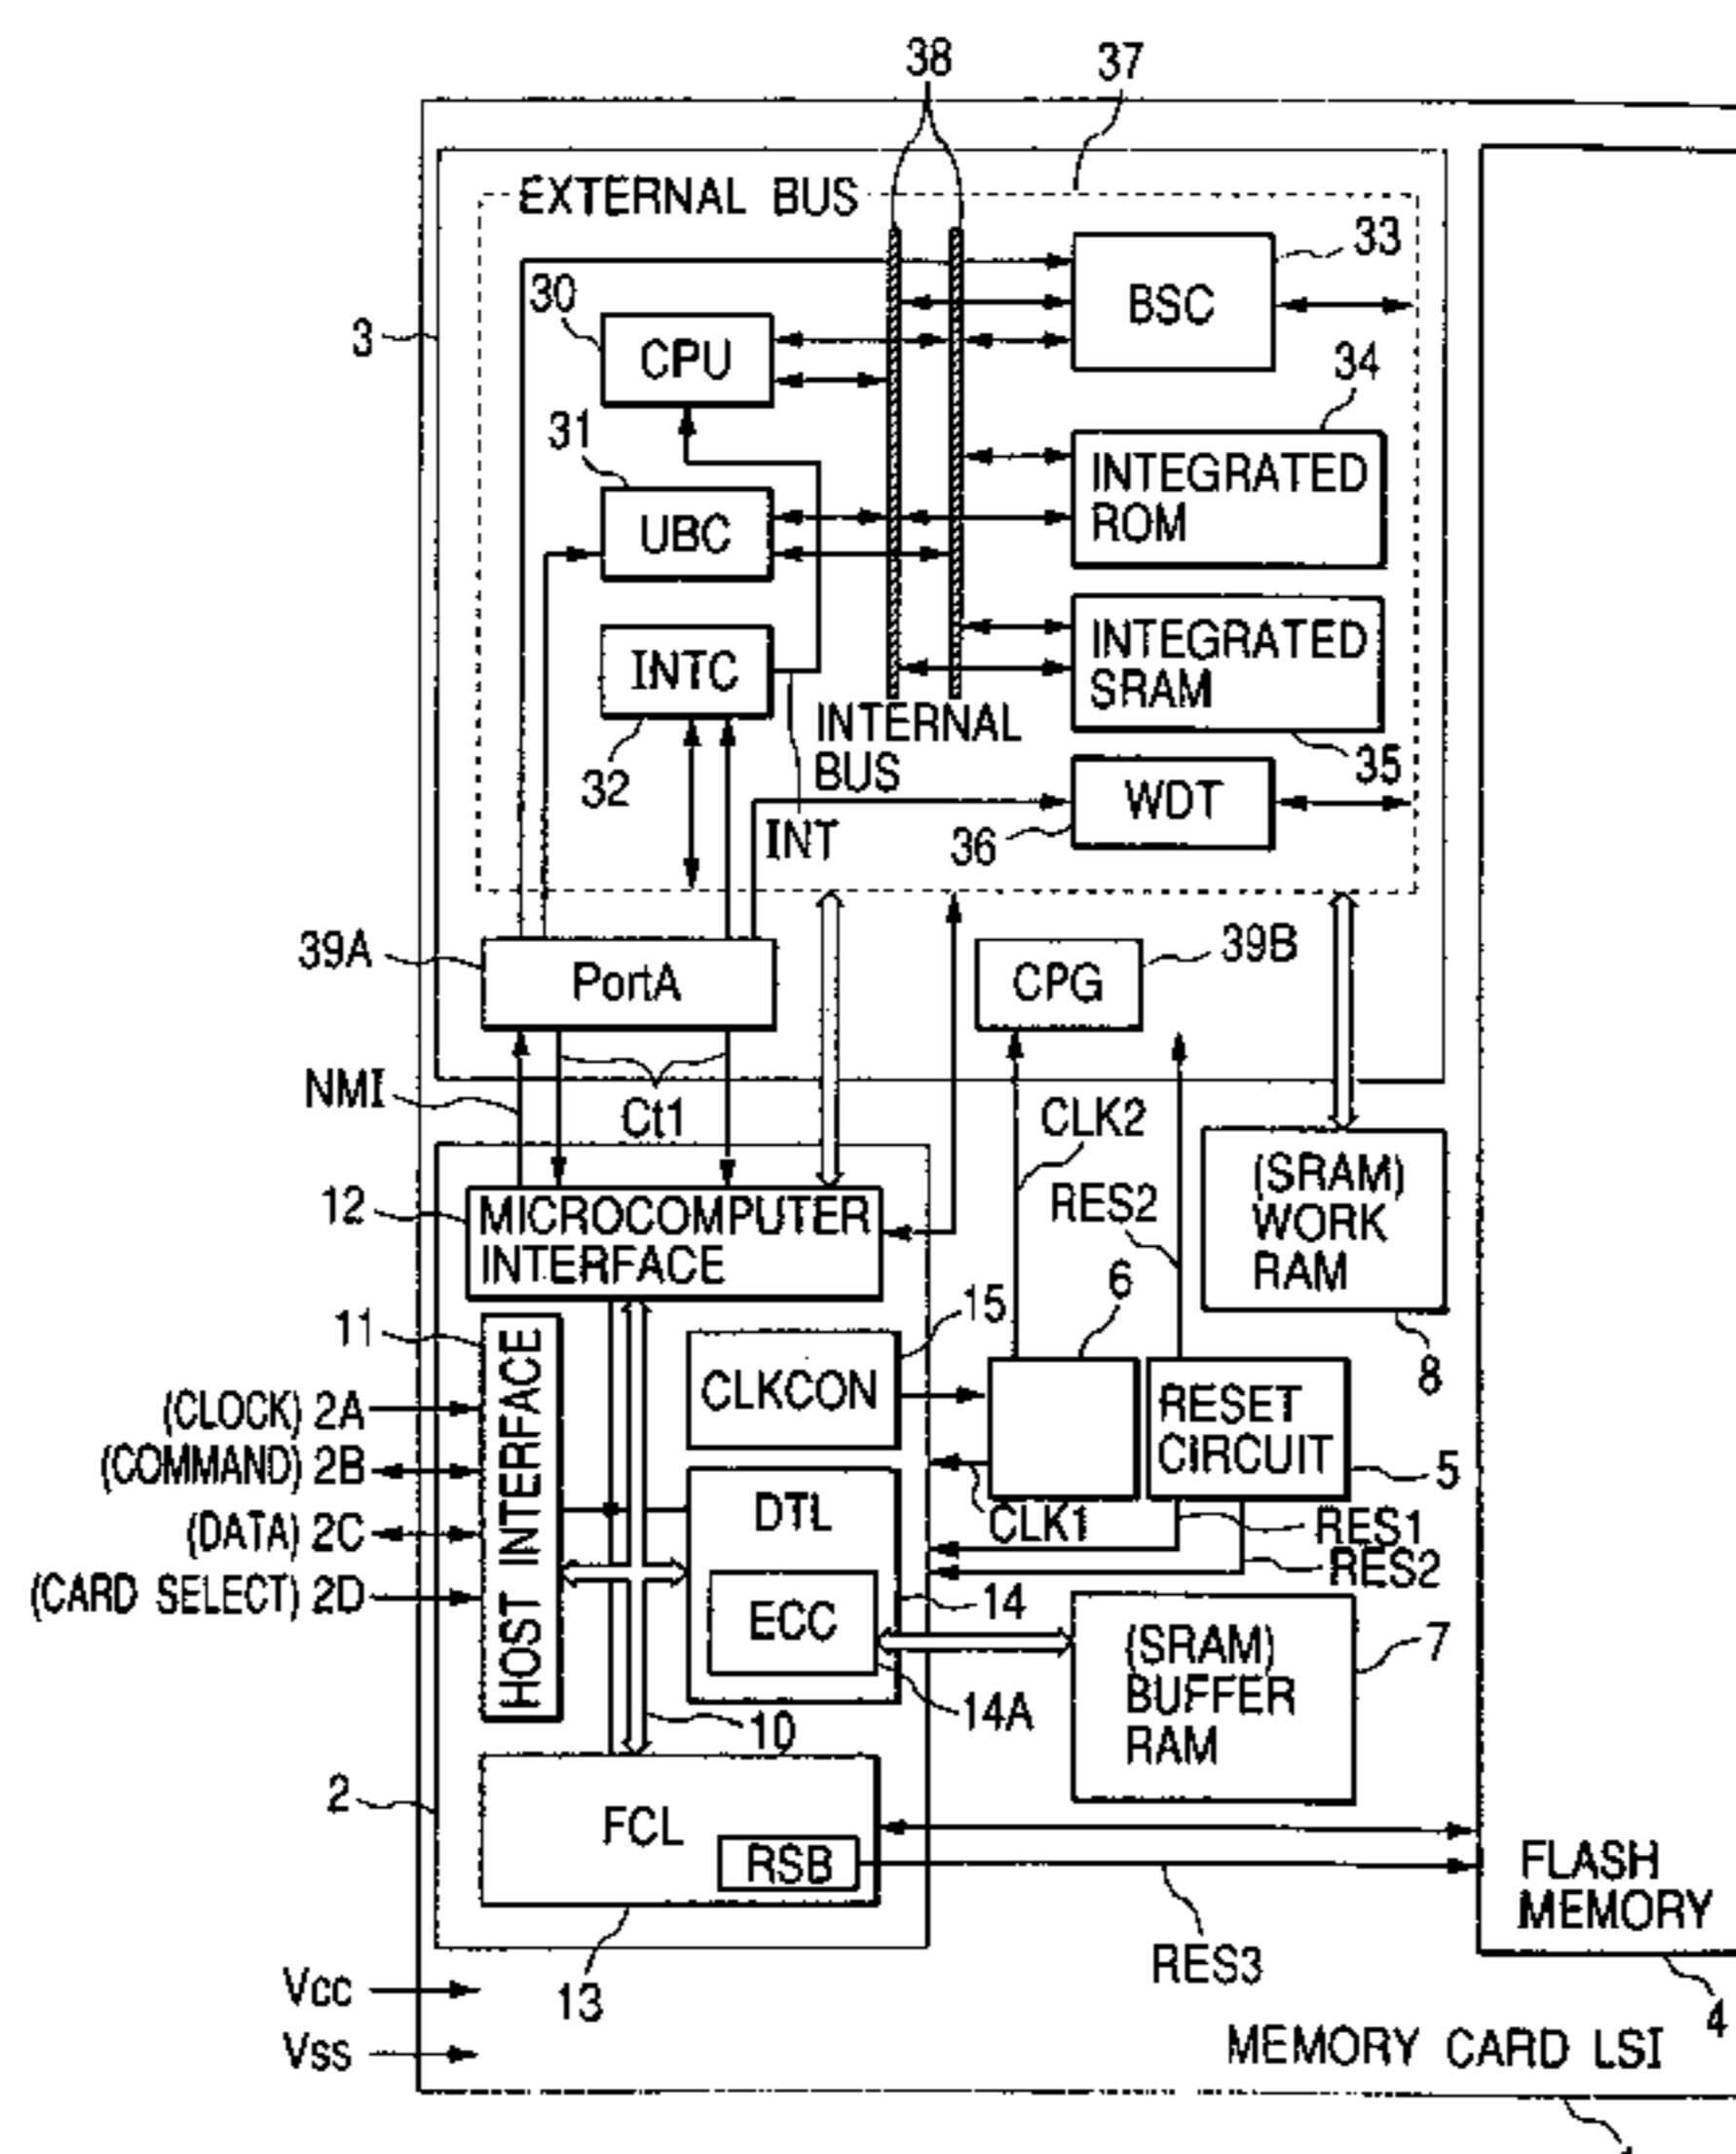 38
37
EXTERNAL BUS
33
30
BSC
3
CPU
34
31
INTEGRATED
ROM
UBC
INTEGRATED
SRAM
INTC
INTERNAL
BUS
32
35
WDT
INT
36
39A
PortA
39B
CPG
NMI
Ct1
CLK2
12
MICROCOMPUTER
INTERFACE
RES2
(SRAM)
WORK
RAM
6
15
11
8
HOST INTERFACE
CLKCON
RESET
CIRCUIT
(CLOCK) 2A
(COMMAND) 2B
5
(DATA) 2C
DTL
CLK1
RES1
RES2
(CARD SELECT) 2D
14
ECC
(SRAM)
BUFFER
RAM
7
14A
10
2
FCL
RSB
FLASH
MEMORY
RES3
Vcc
13
4
Vss
MEMORY CARD LSI